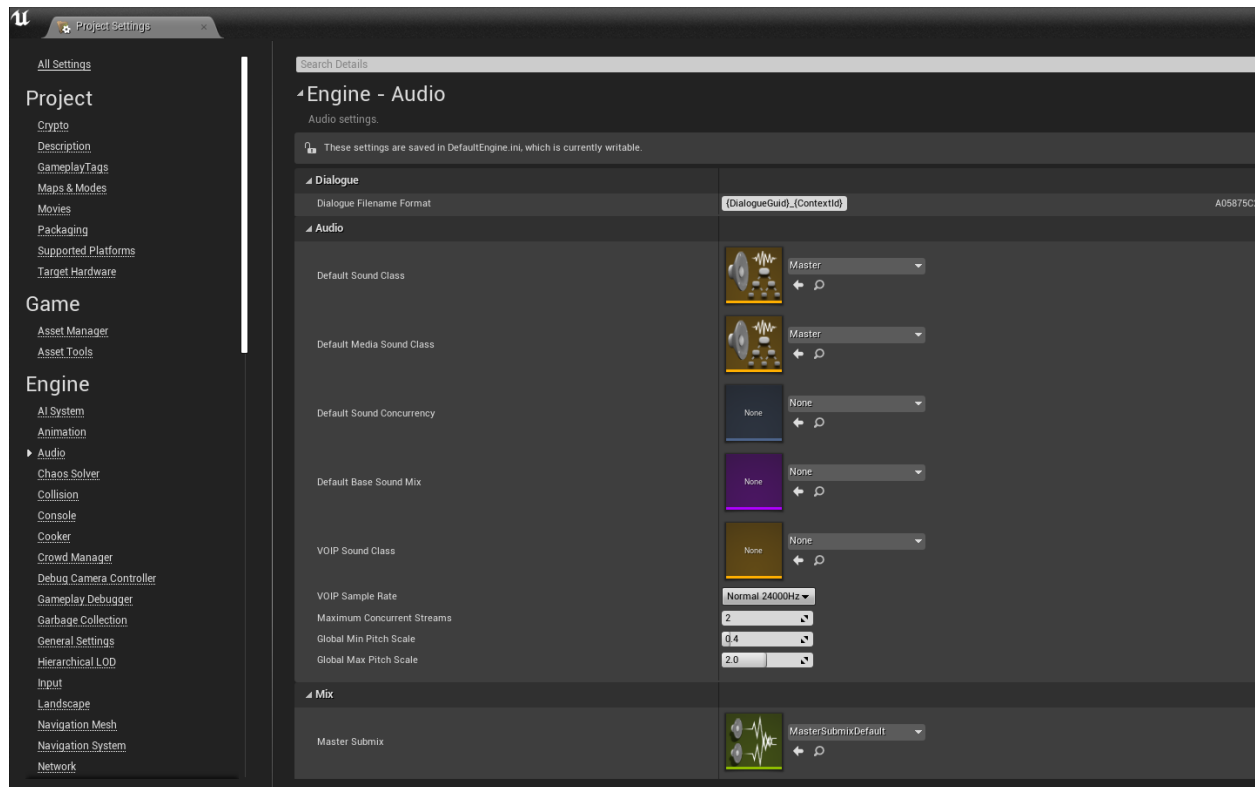 Project Settings
All Settings
Project
Crypto
Description
GameplayTags
Maps & Modes
Movies
Packaging
Supported Platforms
Target Hardware
Game
Asset Manager
Asset Tools
Engine
AI System
Animation
Audio
Chaos Solver
Collision
Console
Cooker
Crowd Manager
Debug Camera Controller
Gameplay Debugger
Garbage Collection
General Settings
Hierarchical LOD
Input
Landscape
Navigation Mesh
Navigation System
Network
Search Details
Engine - Audio
Audio settings.
These settings are saved in DefaultEngine.ini, which is currently writable.
Dialogue
Dialogue Filename Format {DialogueGuid}_{ContextId}
Audio
Default Sound Class Master
Default Media Sound Class Master
Default Sound Concurrency None None
Default Base Sound Mix None None
VOIP Sound Class None None
VOIP Sample Rate Normal 24000Hz
Maximum Concurrent Streams 2
Global Min Pitch Scale 0.4
Global Max Pitch Scale 2.0
Mix
Master Submix MasterSubmixDefault